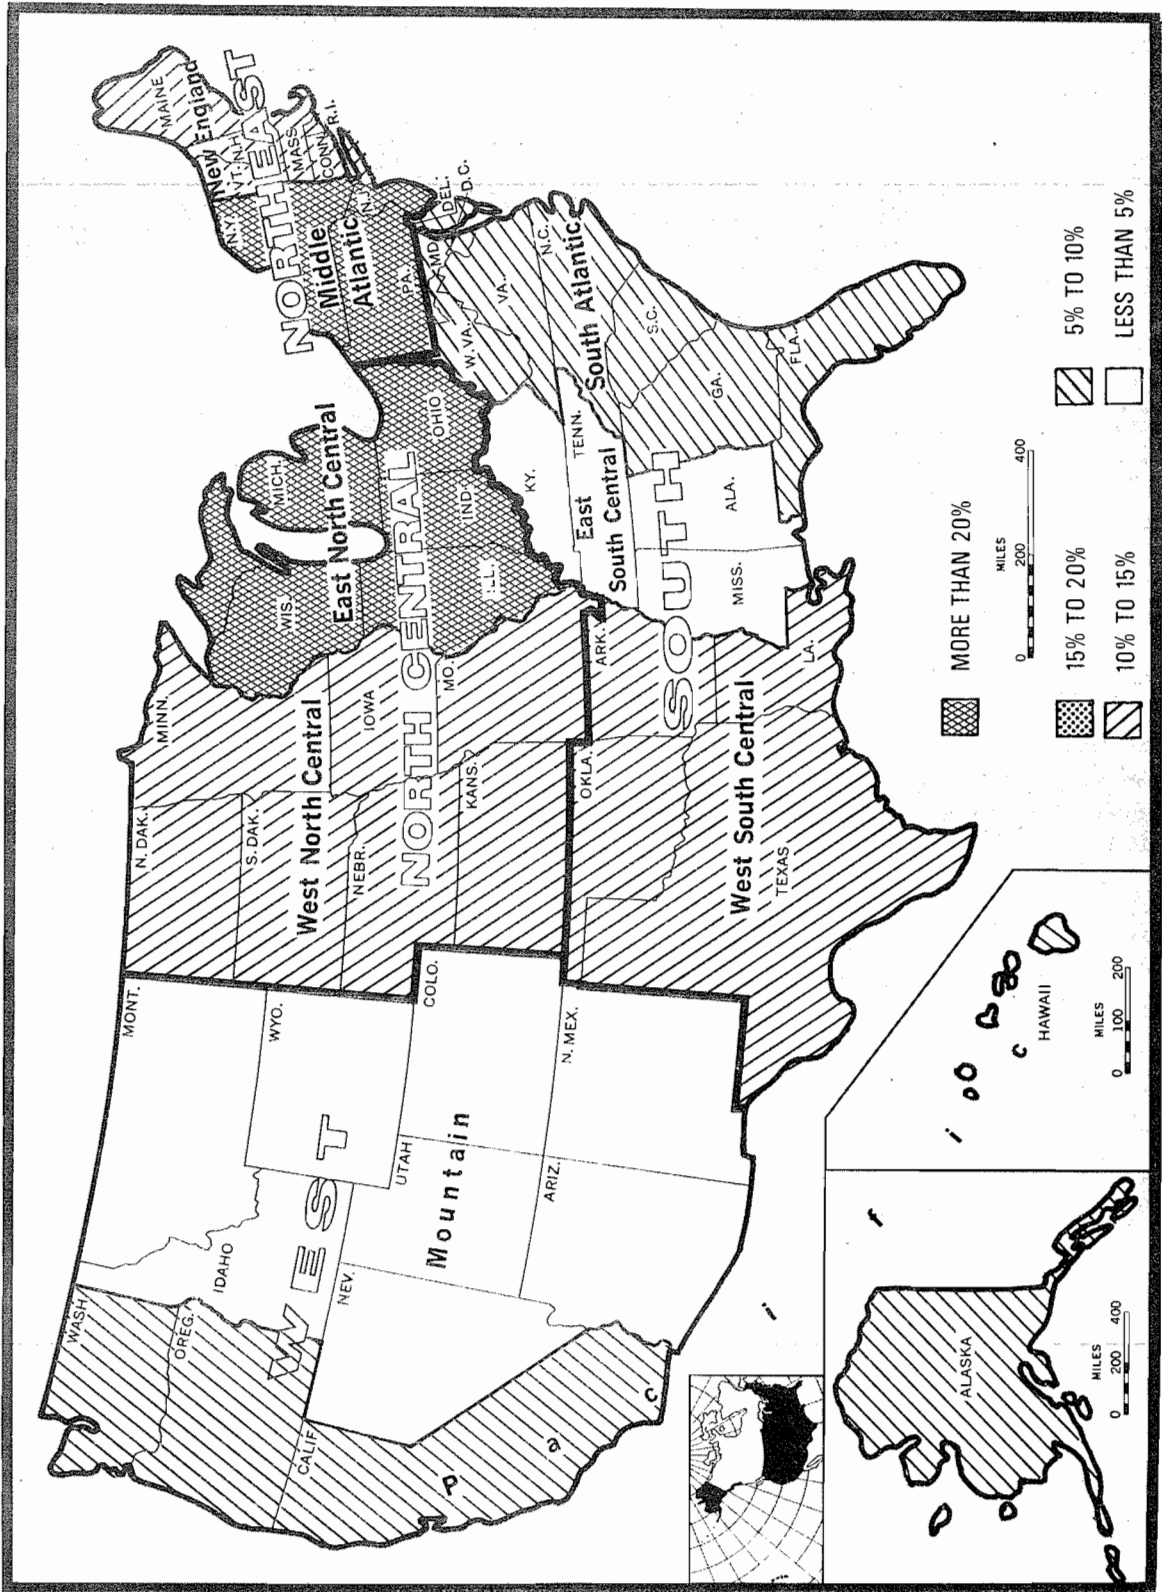 WASH.
OREG.
CALIF.
IDAHO
NEV.
MONT.
WYO.
UTAH
COLO.
ARIZ.
N. MEX.
WEST
Mountain
P a c i f i c
N. DAK.
S. DAK.
NEBR.
KANS.
MINN.
IOWA
MO.
West North Central
NORTH CENTRAL
WIS.
MICH.
ILL.
IND.
OHIO
East North Central
OKLA.
TEXAS
ARK.
LA.
West South Central
SOUTH
KY.
TENN.
MISS.
ALA.
East
South Central
W. VA.
VA.
MD.
DEL.
D.C.
N.C.
S.C.
GA.
FLA.
South Atlantic
N.Y.
PA.
N.J.
Middle
Atlantic
NORTHEAST
MAINE
New England
VT.
N.H.
MASS.
CONN.
R.I.
ALASKA
MILES
0 200 400
HAWAII
MILES
0 100 200
MILES
0 200 400
MORE THAN 20%
15% TO 20%
10% TO 15%
5% TO 10%
LESS THAN 5%